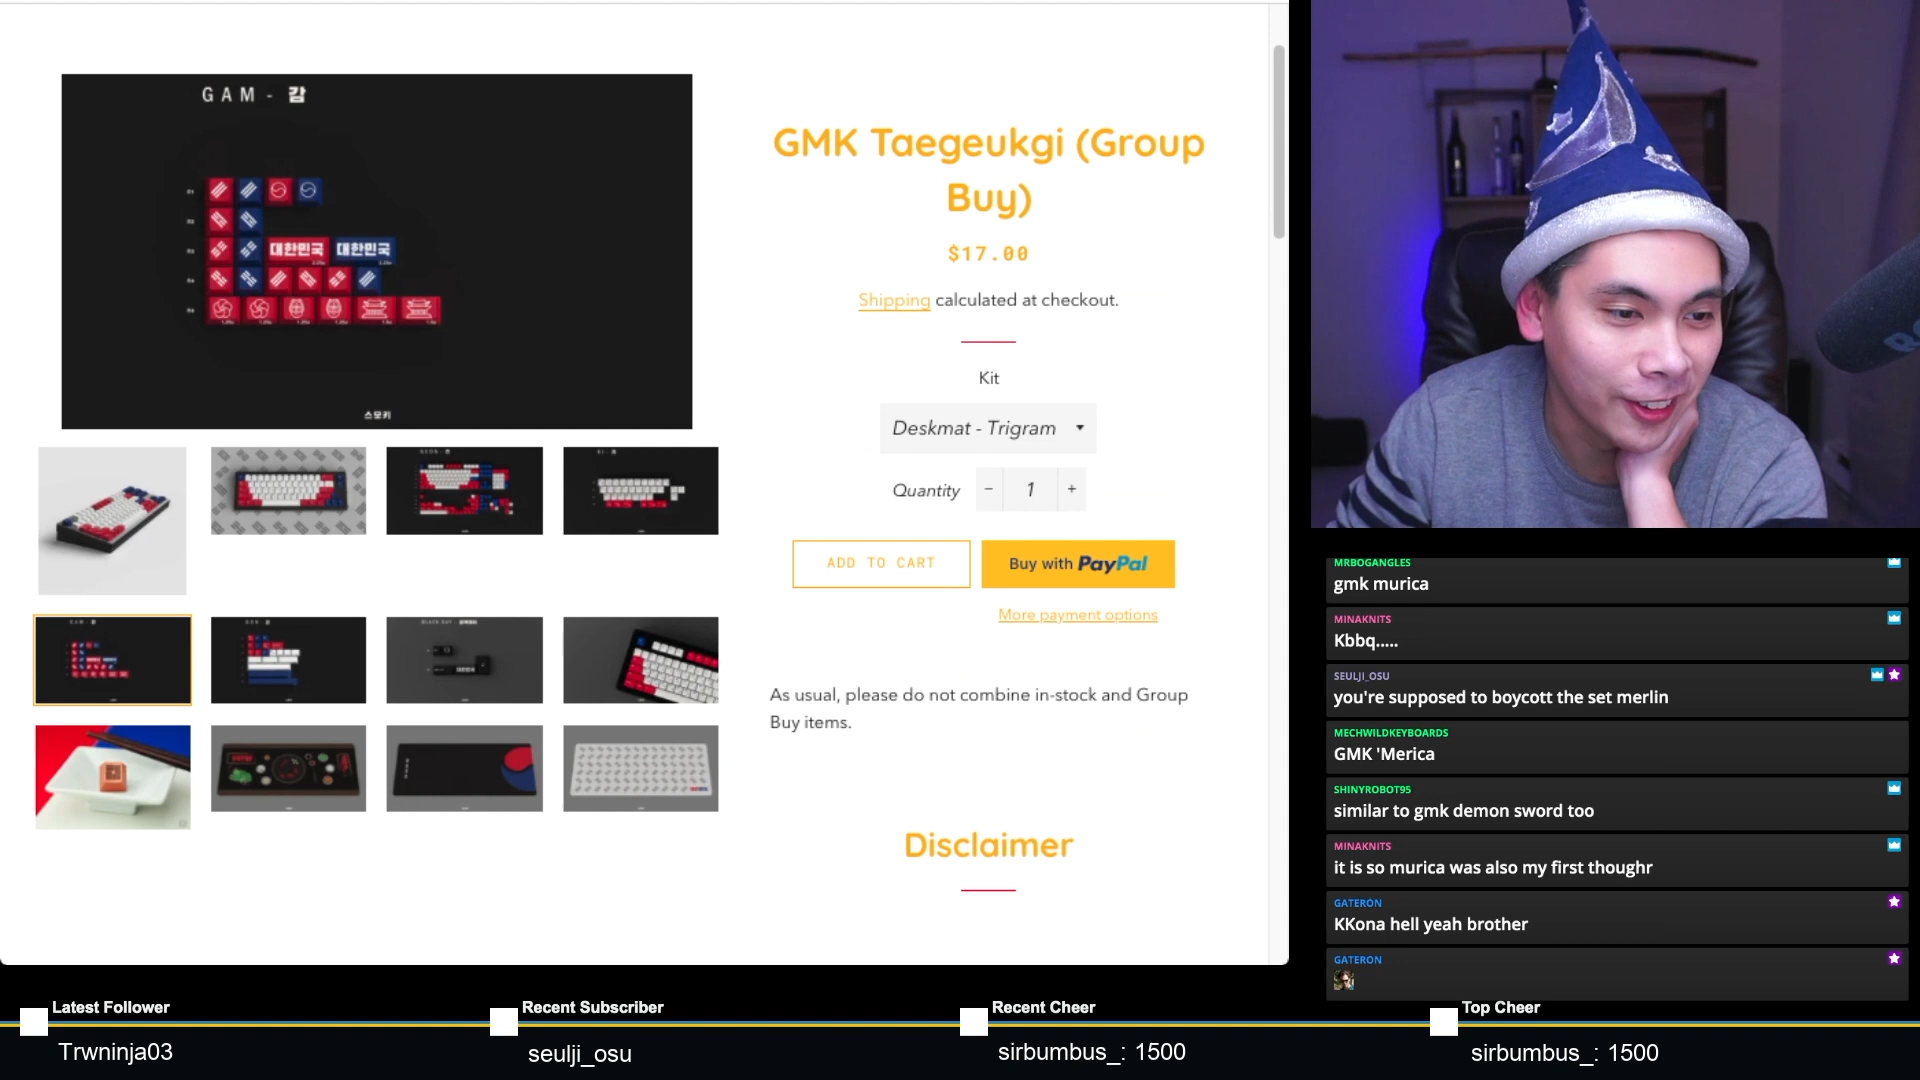 GAM - 감
대한민국 대한민국
스모키
GMK Taegeukgi (Group
Buy)
$17.00
Shipping calculated at checkout.
Kit
Deskmat - Trigram
Quantity − 1 +
ADD TO CART
Buy with PayPal
More payment options
As usual, please do not combine in-stock and Group
Buy items.
Disclaimer
MRBOGANGLES
gmk murica
MINAKNITS
Kbbq.....
SEULJI_OSU
you're supposed to boycott the set merlin
MECHWILDKEYBOARDS
GMK 'Merica
SHINYROBOT95
similar to gmk demon sword too
MINAKNITS
it is so murica was also my first thoughr
GATERON
KKona hell yeah brother
GATERON
Latest Follower
Trwninja03
Recent Subscriber
seulji_osu
Recent Cheer
sirbumbus_: 1500
Top Cheer
sirbumbus_: 1500